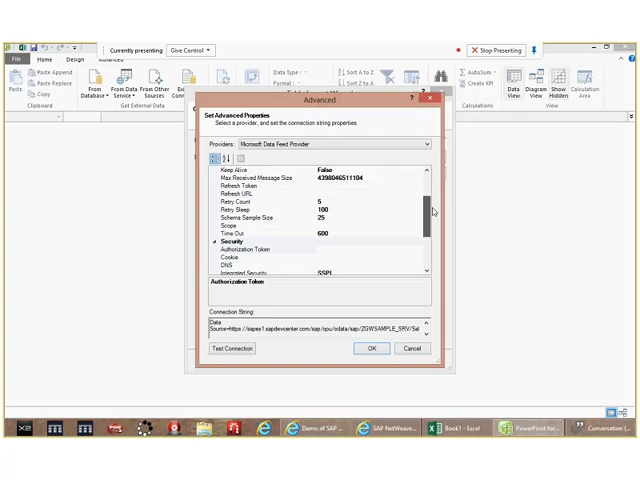 Currently presenting
Give Control
Stop Presenting
File
Home
Design
Advanced
Paste
Paste Append
Paste Replace
Copy
Clipboard
From Database
From Data Service
From Other Sources
Get External Data
Data Type :
Format :
Sort A to Z
Sort Z to A
AutoSum
Create KPI
Calculations
Data View
Diagram View
Show Hidden
Advanced
?
Set Advanced Properties
Select a provider, and set the connection string properties.
Providers:
Microsoft Data Feed Provider
Keep Alive False
Max Received Message Size 4398046511104
Refresh Token
Refresh URL
Retry Count 5
Retry Sleep 100
Schema Sample Size 25
Scope
Time Out 600
Security
Authorization Token
Cookie
DNS
Integrated Security SSPI
Authorization Token
Connection String:
Data
Source=https://sapes1.sapdevcenter.com/sap/opu/odata/sap/ZGWSAMPLE_SRV/Sal
Test Connection
OK
Cancel
X2
Demo of SAP ...
SAP NetWeave...
Book1 - Excel
PowerPivot for...
Conversation (...